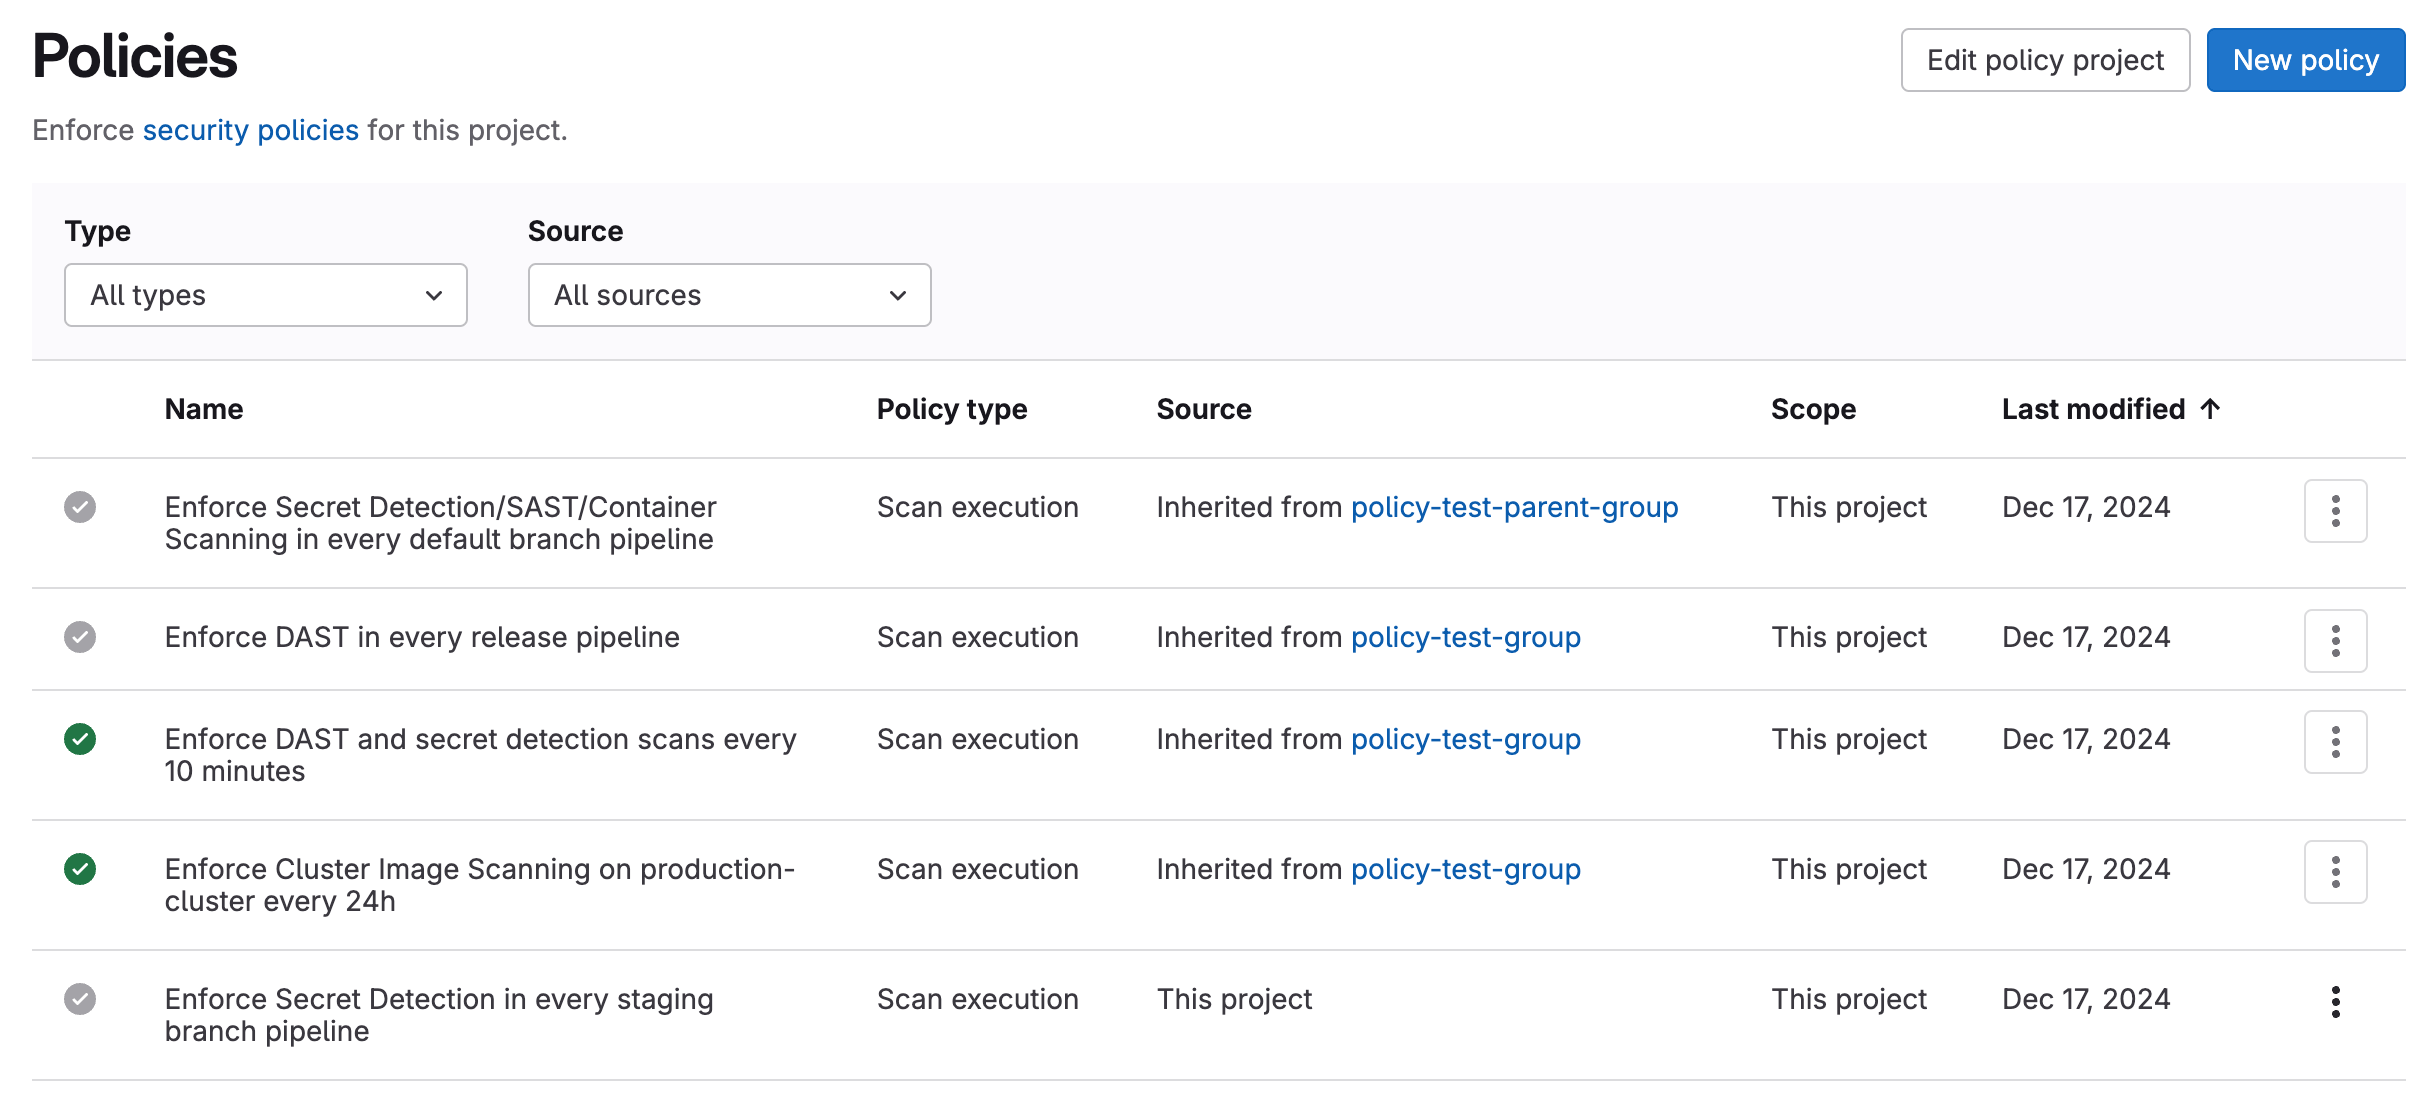 Policies
Edit policy project
New policy
Enforce security policies for this project.
Type
Source
All types
All sources
Name Policy type Source Scope Last modified
Enforce Secret Detection/SAST/Container Scan execution Inherited from policy-test-parent-group This project Dec 17, 2024
Scanning in every default branch pipeline
Enforce DAST in every release pipeline Scan execution Inherited from policy-test-group This project Dec 17, 2024
Enforce DAST and secret detection scans every Scan execution Inherited from policy-test-group This project Dec 17, 2024
10 minutes
Enforce Cluster Image Scanning on production- Scan execution Inherited from policy-test-group This project Dec 17, 2024
cluster every 24h
Enforce Secret Detection in every staging Scan execution This project This project Dec 17, 2024
branch pipeline